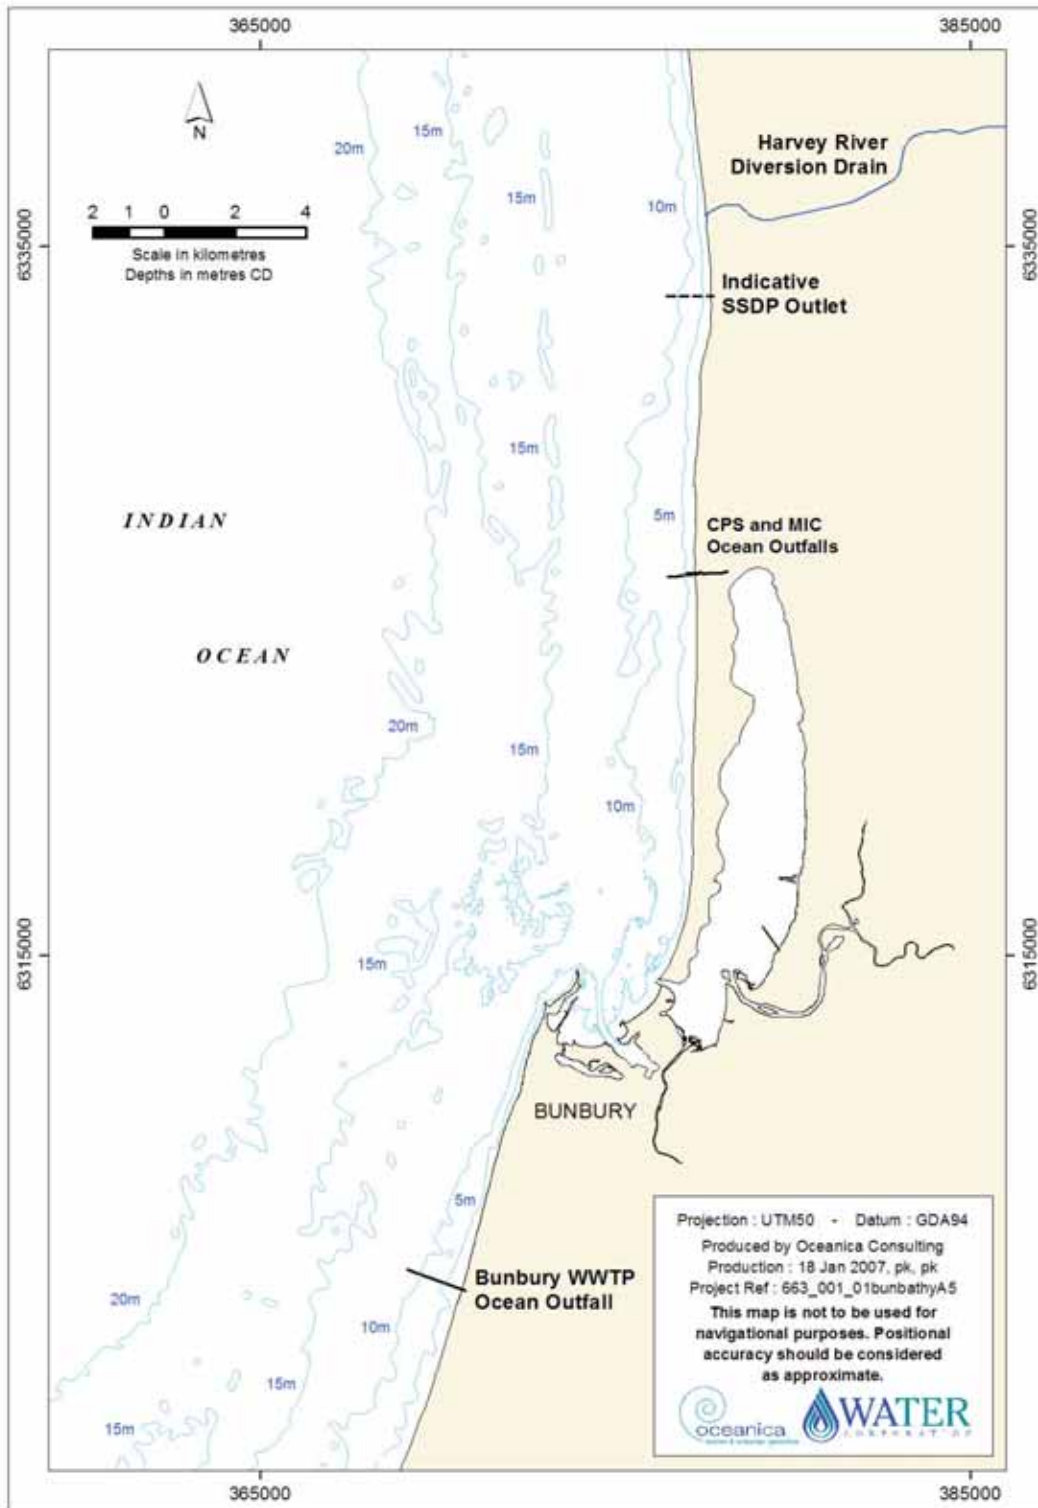 365000
385000
N
2 1 0 2 4
Scale in kilometres
Depths in metres CD
20m
15m
15m
10m
Harvey River
Diversion Drain
6335000
6335000
Indicative
SSDP Outlet
15m
5m
INDIAN
CPS and MIC
Ocean Outfalls
OCEAN
20m
15m
10m
6315000
6315000
15m
BUNBURY
5m
Bunbury WWTP
Ocean Outfall
20m
10m
15m
15m
Projection : UTM50 - Datum : GDA94
Produced by Oceanica Consulting
Production : 18 Jan 2007, pk, pk
Project Ref : 663_001_01bunbathyA5
This map is not to be used for
navigational purposes. Positional
accuracy should be considered
as approximate.
oceanica
WATER
CORPORATION
365000
385000